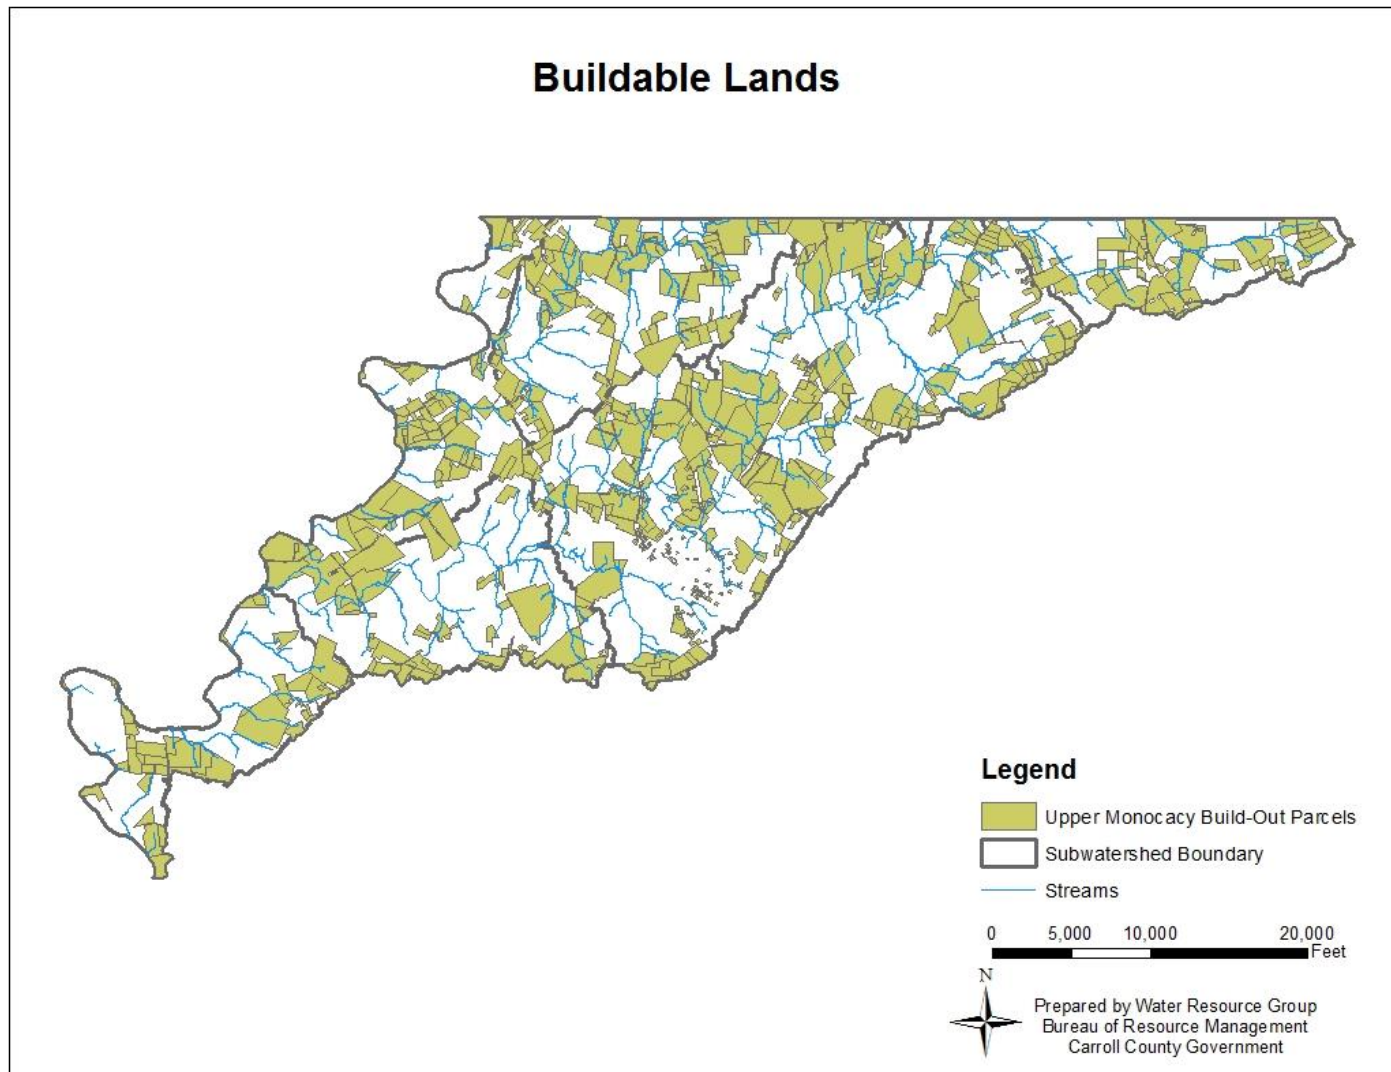 Buildable Lands
Legend
Upper Monocacy Build-Out Parcels
Subwatershed Boundary
Streams
0 5,000 10,000 20,000
Feet
N
Prepared by Water Resource Group
Bureau of Resource Management
Carroll County Government